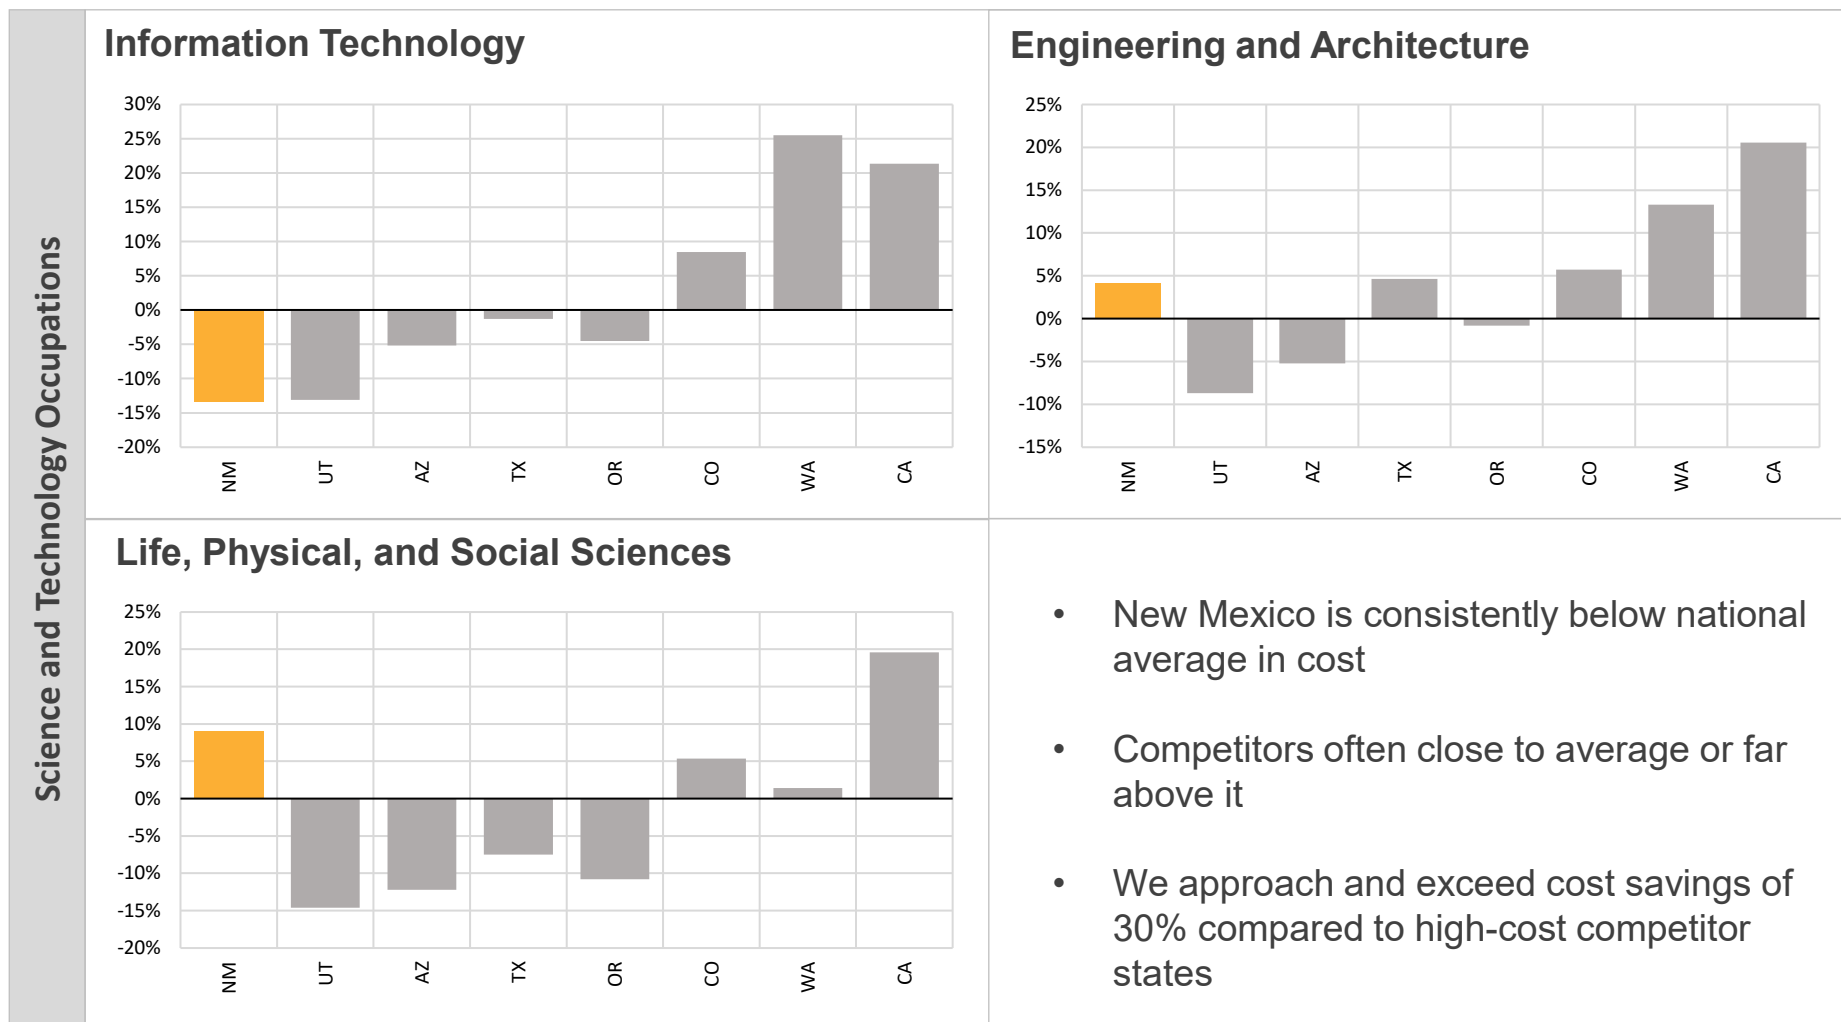 Science and Technology Occupations
Information Technology
30%
25%
20%
15%
10%
5%
0%
-5%
-10%
-15%
-20%
NM
UT
AZ
TX
OR
CO
WA
CA
Engineering and Architecture
25%
20%
15%
10%
5%
0%
-5%
-10%
-15%
NM
UT
AZ
TX
OR
CO
WA
CA
Life, Physical, and Social Sciences
25%
20%
15%
10%
5%
0%
-5%
-10%
-15%
-20%
NM
UT
AZ
TX
OR
CO
WA
CA
• New Mexico is consistently below national
average in cost
• Competitors often close to average or far
above it
• We approach and exceed cost savings of
30% compared to high-cost competitor
states